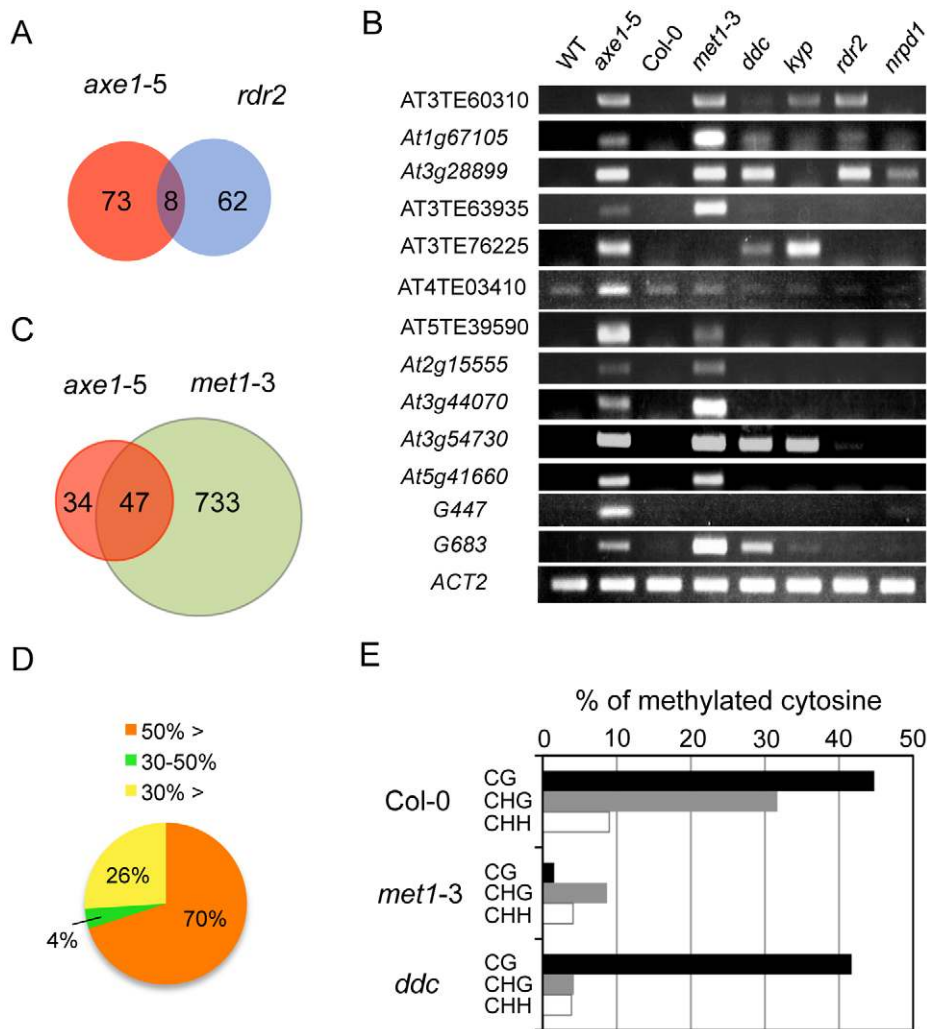 A
axe1-5
rdr2
73
8
62
B
WT axe1-5 Col-0 met1-3 ddc kyp rdr2 nrpd1
AT3TE60310
At1g67105
At3g28899
AT3TE63935
AT3TE76225
AT4TE03410
AT5TE39590
At2g15555
At3g44070
At3g54730
At5g41660
G447
G683
ACT2
C
axe1-5
met1-3
34
47
733
D
50% >
30-50%
30% >
26%
4%
70%
E
% of methylated cytosine
0 10 20 30 40 50
Col-0
CG
CHG
CHH
met1-3
CG
CHG
CHH
ddc
CG
CHG
CHH